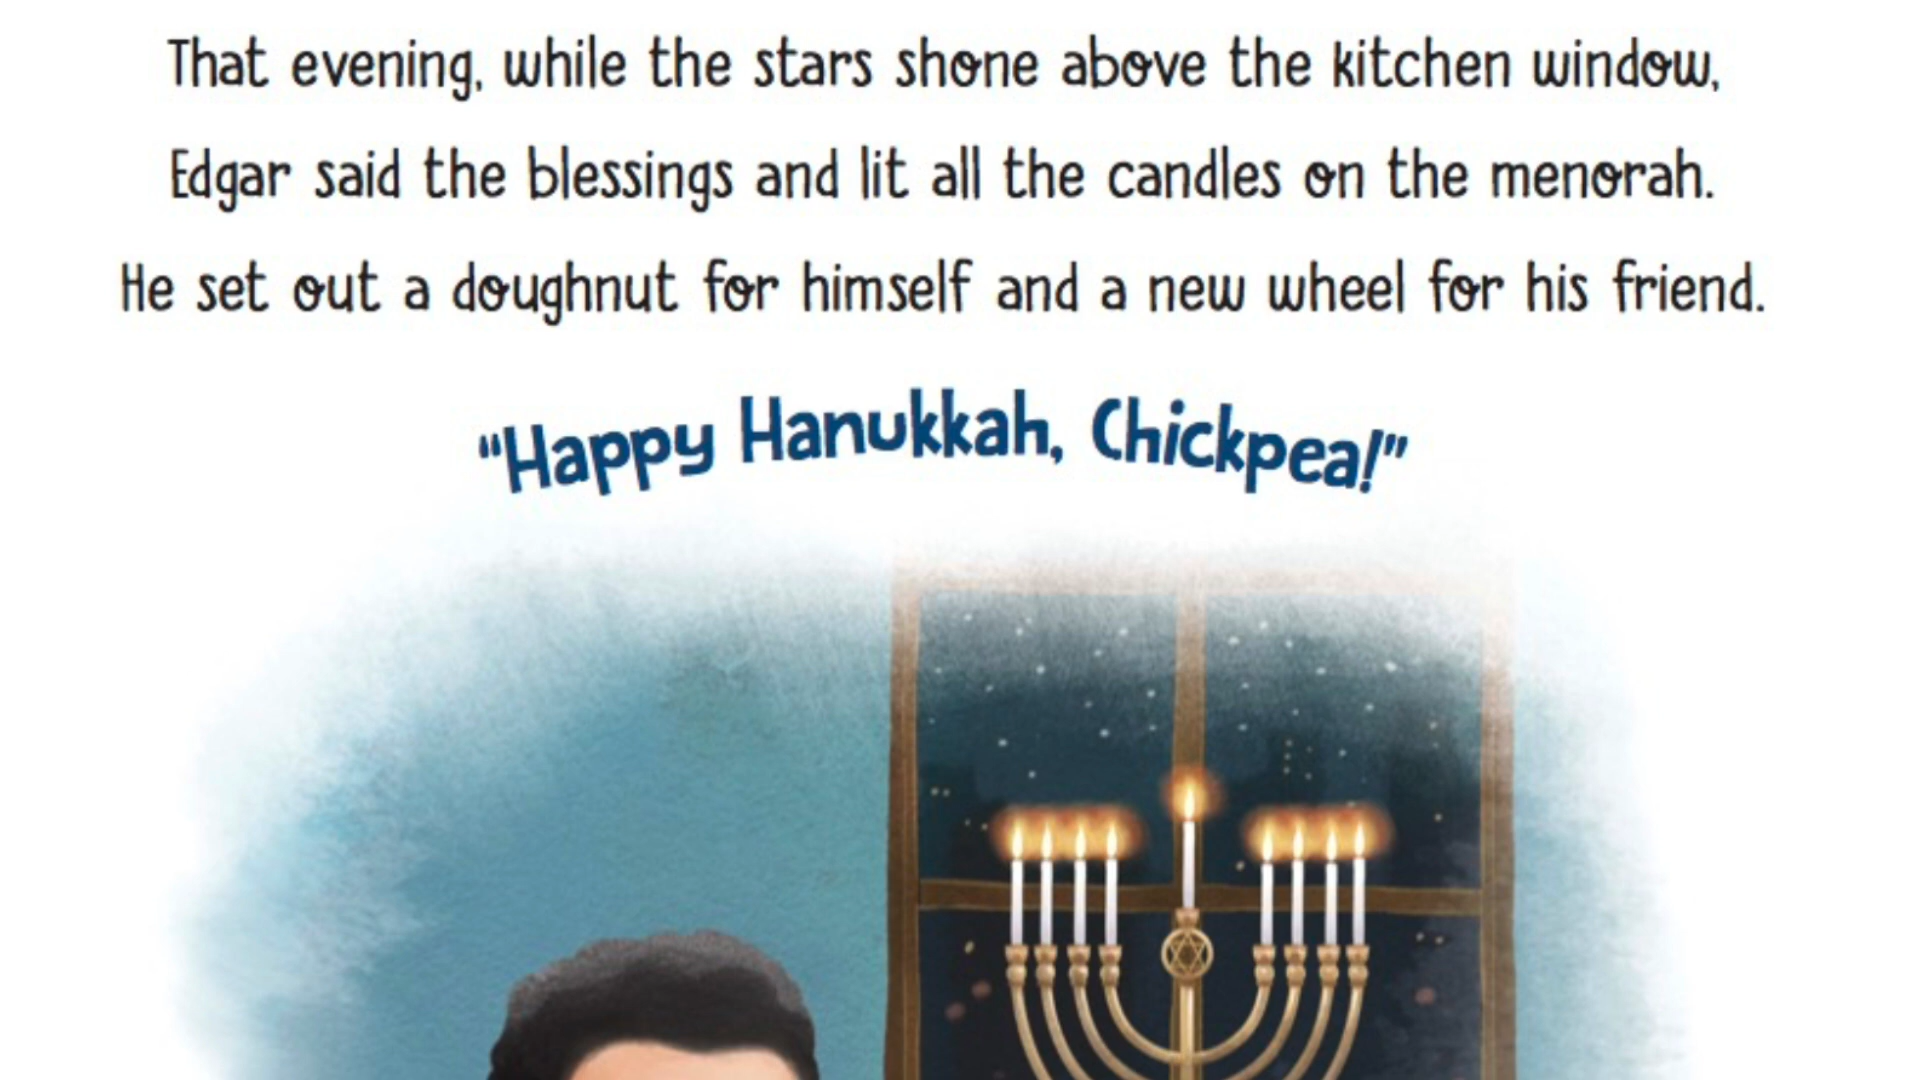 That evening, while the stars shone above the kitchen window,
Edgar said the blessings and lit all the candles on the menorah.
He set out a doughnut for himself and a new wheel for his friend.
“Happy Hanukkah, Chickpea!”